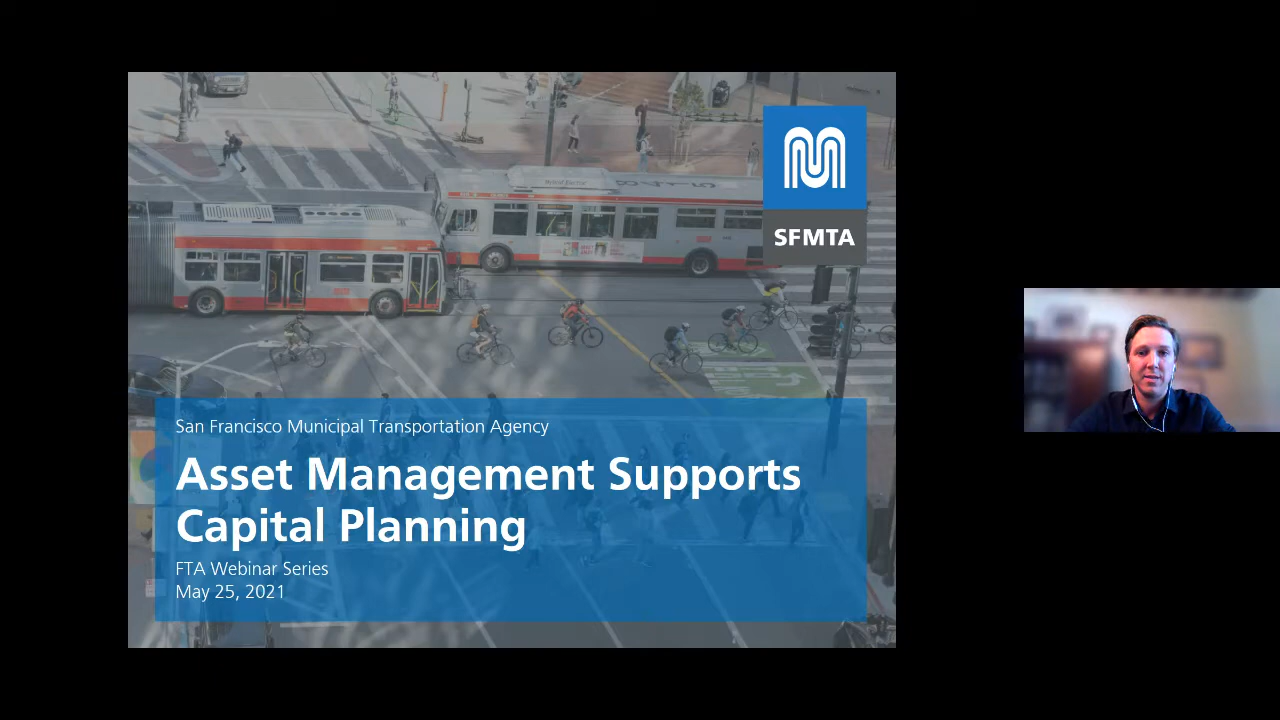 SFMTA
San Francisco Municipal Transportation Agency
Asset Management Supports
Capital Planning
FTA Webinar Series
May 25, 2021